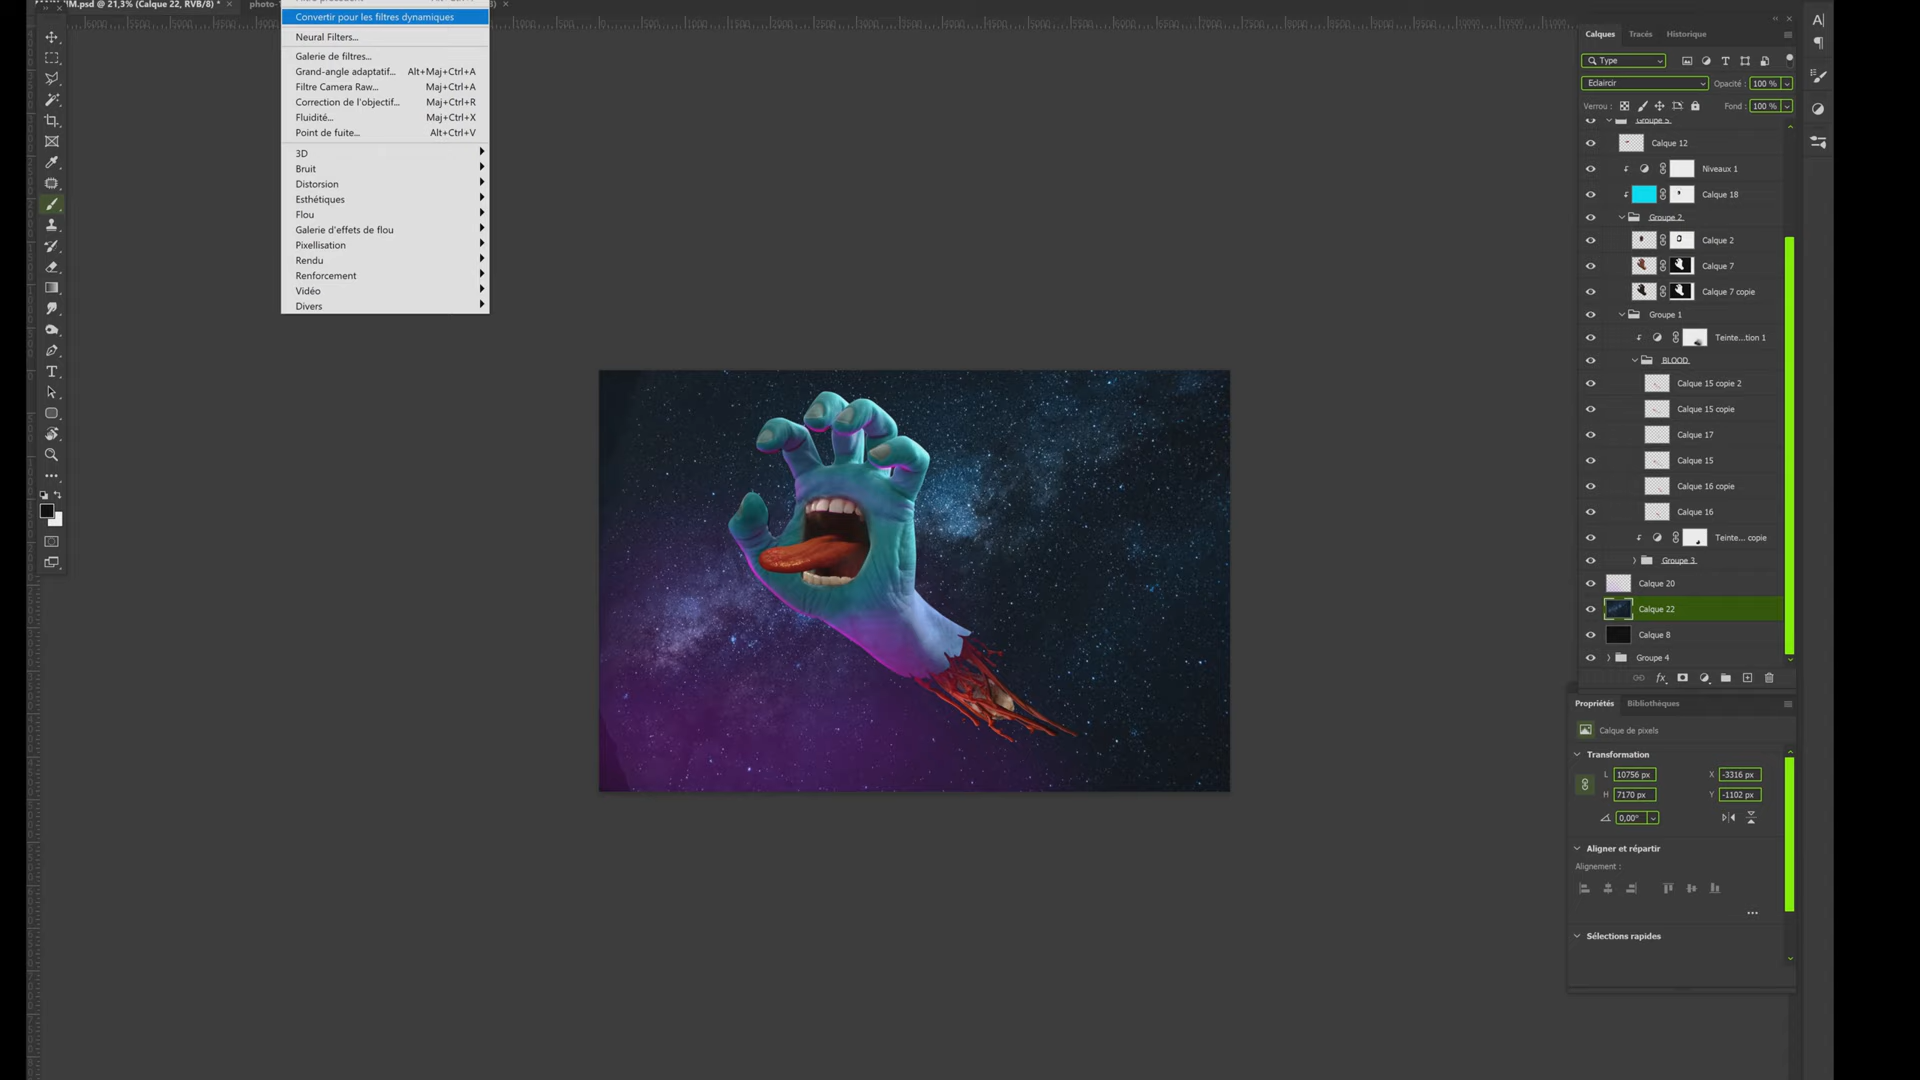 IM.psd @ 21,3% (Calque 22, RVB/8) *
photo-
Convertir pour les filtres dynamiques
Neural Filters...
Galerie de filtres...
Grand-angle adaptatif... Alt+Maj+Ctrl+A
Filtre Camera Raw... Maj+Ctrl+A
Correction de l'objectif... Maj+Ctrl+R
Fluidité... Maj+Ctrl+X
Point de fuite... Alt+Ctrl+V
3D
Bruit
Distorsion
Esthétiques
Flou
Galerie d'effets de flou
Pixellisation
Rendu
Renforcement
Vidéo
Divers
Calques Tracés Historique
Type
Eclaircir Opacité : 100 %
Verrou : Fond : 100 %
Groupe 5
Calque 12
Niveaux 1
Calque 18
Groupe 2
Calque 2
Calque 7
Calque 7 copie
Groupe 1
Teinte...tion 1
BLOOD
Calque 15 copie 2
Calque 15 copie
Calque 17
Calque 15
Calque 16 copie
Calque 16
Teinte... copie
Groupe 3
Calque 20
Calque 22
Calque 8
Groupe 4
fx
Propriétés Bibliothèques
Calque de pixels
Transformation
L 10756 px X -3316 px
H 7170 px Y -1102 px
0,00°
Aligner et répartir
Alignement :
Sélections rapides